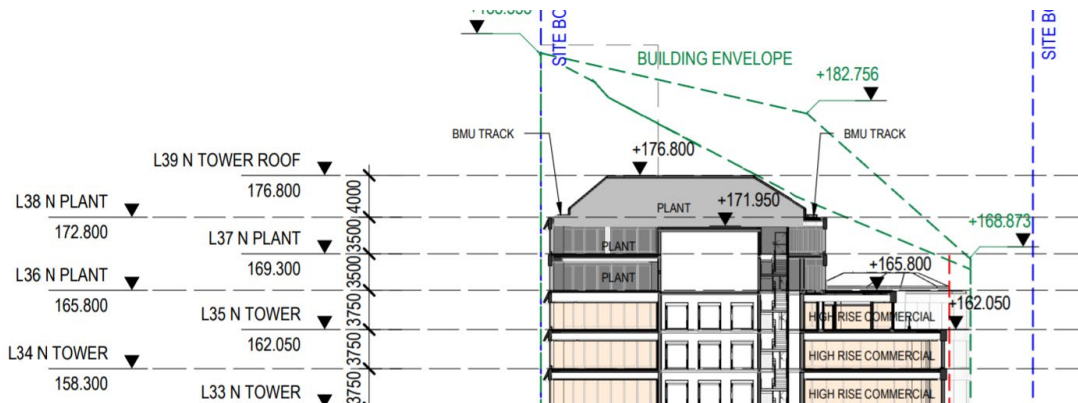 SITE BO
SITE B
BUILDING ENVELOPE
+182.756
BMU TRACK
BMU TRACK
+176.800
L39 N TOWER ROOF
176.800
4000
L38 N PLANT
172.800
PLANT
+171.950
+168.873
3500
L37 N PLANT
169.300
PLANT
3500
L36 N PLANT
165.800
PLANT
+165.800
3750
L35 N TOWER
162.050
HIGH RISE COMMERCIAL
+162.050
3750
L34 N TOWER
158.300
HIGH RISE COMMERCIAL
3750
L33 N TOWER
HIGH RISE COMMERCIAL